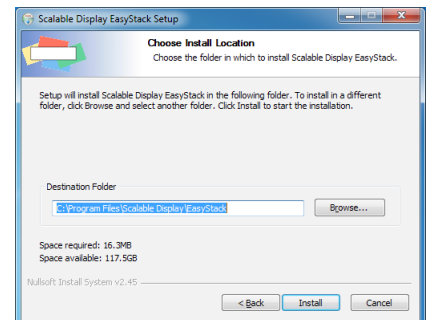 Scalable Display EasyStack Setup
Choose Install Location
Choose the folder in which to install Scalable Display EasyStack.
Setup will install Scalable Display EasyStack in the following folder. To install in a different
folder, click Browse and select another folder. Click Install to start the installation.
Destination Folder
C:\Program Files\Scalable Display\EasyStack
Browse...
Space required: 16.3MB
Space available: 117.5GB
Nullsoft Install System v2.45
< Back Install Cancel